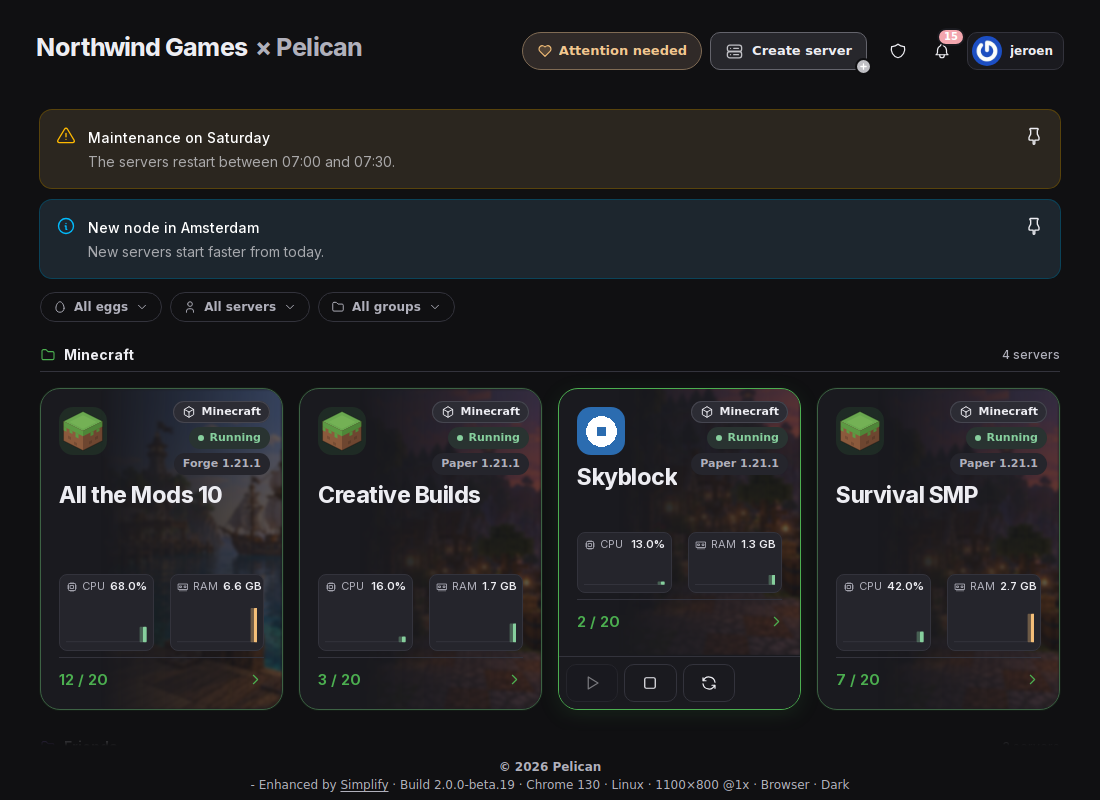 Northwind Games × Pelican
Attention needed
Create server
15
jeroen
Maintenance on Saturday
The servers restart between 07:00 and 07:30.
New node in Amsterdam
New servers start faster from today.
All eggs
All servers
All groups
Minecraft
4 servers
Minecraft
Running
Forge 1.21.1
All the Mods 10
CPU 68.0%
RAM 6.6 GB
12 / 20
Minecraft
Running
Paper 1.21.1
Creative Builds
CPU 16.0%
RAM 1.7 GB
3 / 20
Minecraft
Running
Paper 1.21.1
Skyblock
CPU 13.0%
RAM 1.3 GB
2 / 20
Minecraft
Running
Paper 1.21.1
Survival SMP
CPU 42.0%
RAM 2.7 GB
7 / 20
© 2026 Pelican
- Enhanced by Simplify · Build 2.0.0-beta.19 · Chrome 130 · Linux · 1100×800 @1x · Browser · Dark